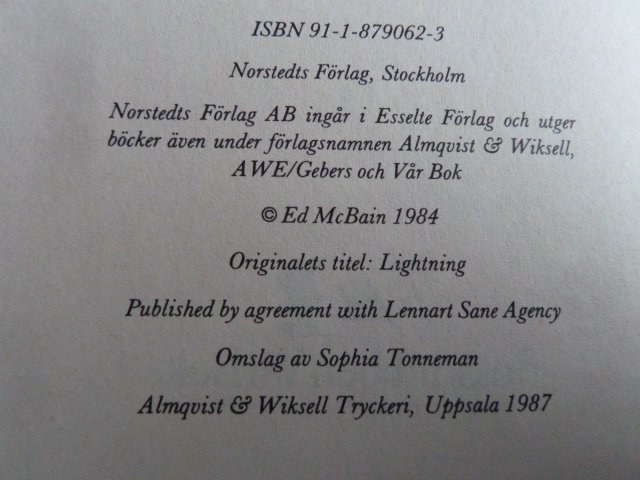 ISBN 91-1-879062-3
Norstedts Förlag, Stockholm
Norstedts Förlag AB ingår i Esselte Förlag och utger
böcker även under förlagsnamnen Almqvist & Wiksell,
AWE/Gebers och Vår Bok
© Ed McBain 1984
Originalets titel: Lightning
Published by agreement with Lennart Sane Agency
Omslag av Sophia Tonneman
Almqvist & Wiksell Tryckeri, Uppsala 1987